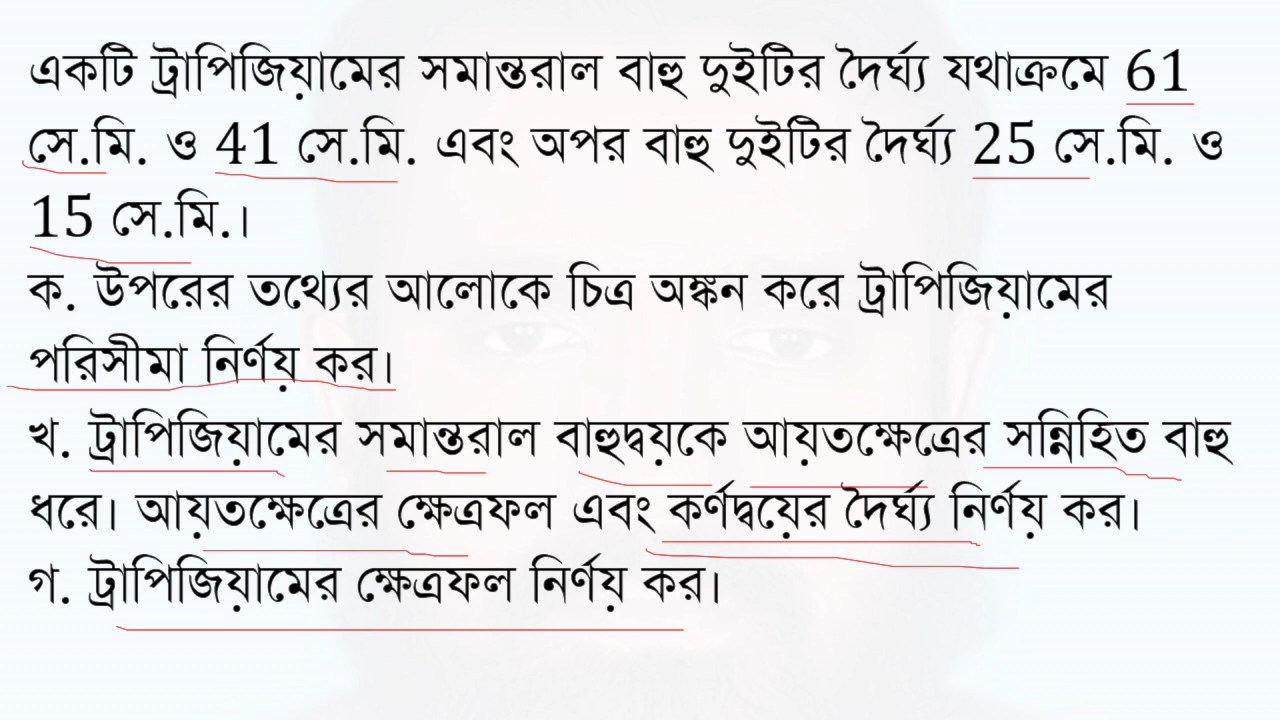 একটি ট্রাপিজিয়ামের সমান্তরাল বাহু দুইটির দৈর্ঘ্য যথাক্রমে 61
সে.মি. ও 41 সে.মি. এবং অপর বাহু দুইটির দৈর্ঘ্য 25 সে.মি. ও
15 সে.মি.।
ক. উপরের তথ্যের আলোকে চিত্র অঙ্কন করে ট্রাপিজিয়ামের
পরিসীমা নির্ণয় কর।
খ. ট্রাপিজিয়ামের সমান্তরাল বাহুদ্বয়কে আয়তক্ষেত্রের সন্নিহিত বাহু
ধরে। আয়তক্ষেত্রের ক্ষেত্রফল এবং কর্ণদ্বয়ের দৈর্ঘ্য নির্ণয় কর।
গ. ট্রাপিজিয়ামের ক্ষেত্রফল নির্ণয় কর।